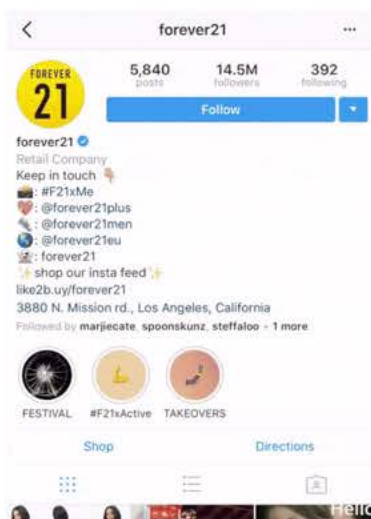 forever21
FOREVER
21
5,840 14.5M 392
posts followers following
Follow
forever21
Retail Company
Keep in touch
: #F21xMe
: @forever21plus
: @forever21men
: @forever21eu
: forever21
shop our insta feed
like2b.uy/forever21
3880 N. Mission rd., Los Angeles, California
Followed by marjiecate, spoonskunz, steffaloo + 1 more
FESTIVAL #F21xActive TAKEOVERS
Shop Directions
Hello